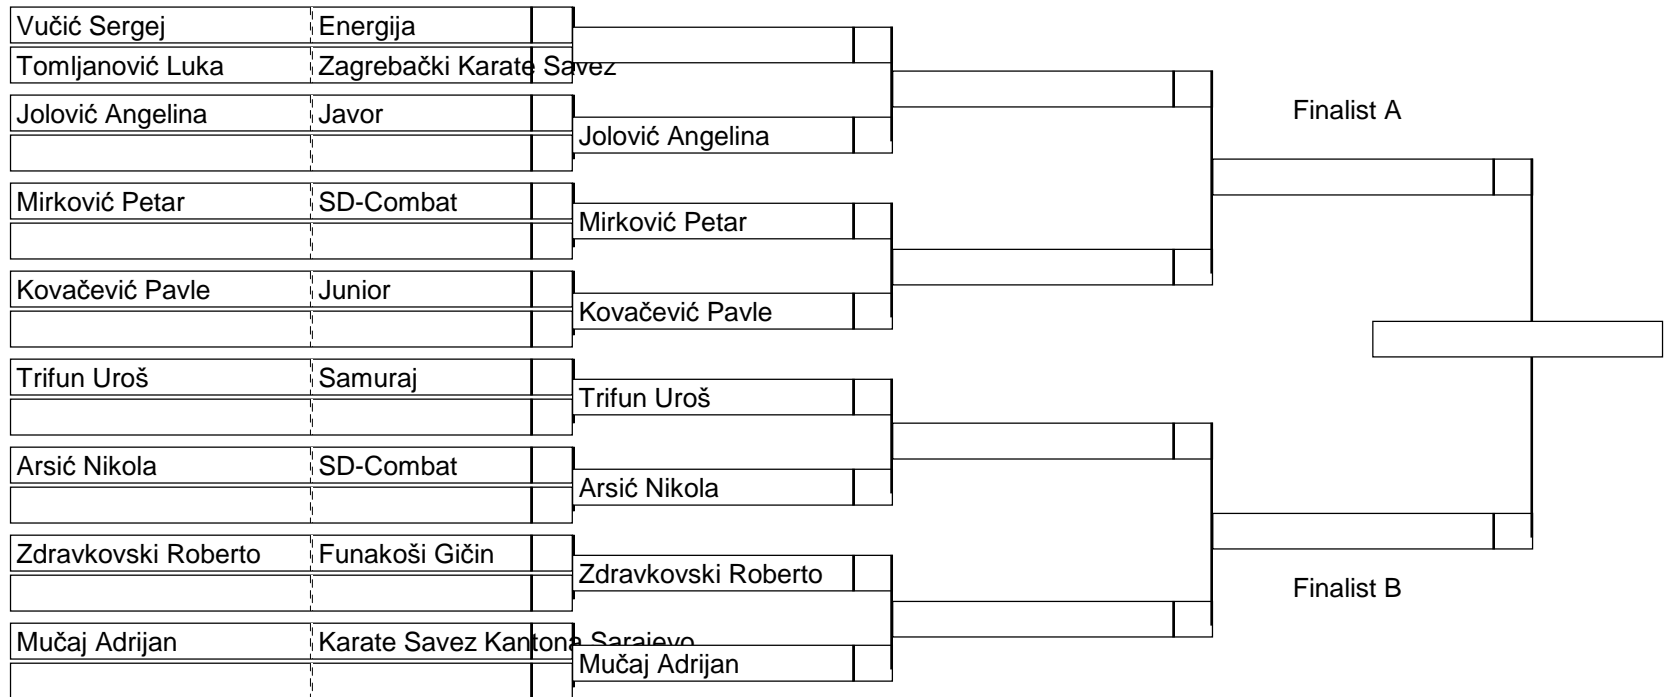 Vučić Sergej Energija
Tomljanović Luka Zagrebački Karate Savez
Jolović Angelina Javor
Jolović Angelina
Mirković Petar SD-Combat
Mirković Petar
Kovačević Pavle Junior
Kovačević Pavle
Trifun Uroš Samuraj
Trifun Uroš
Arsić Nikola SD-Combat
Arsić Nikola
Zdravkovski Roberto Funakoši Gičin
Zdravkovski Roberto
Mučaj Adrijan Karate Savez Kantona Sarajevo
Mučaj Adrijan
Finalist A
Finalist B